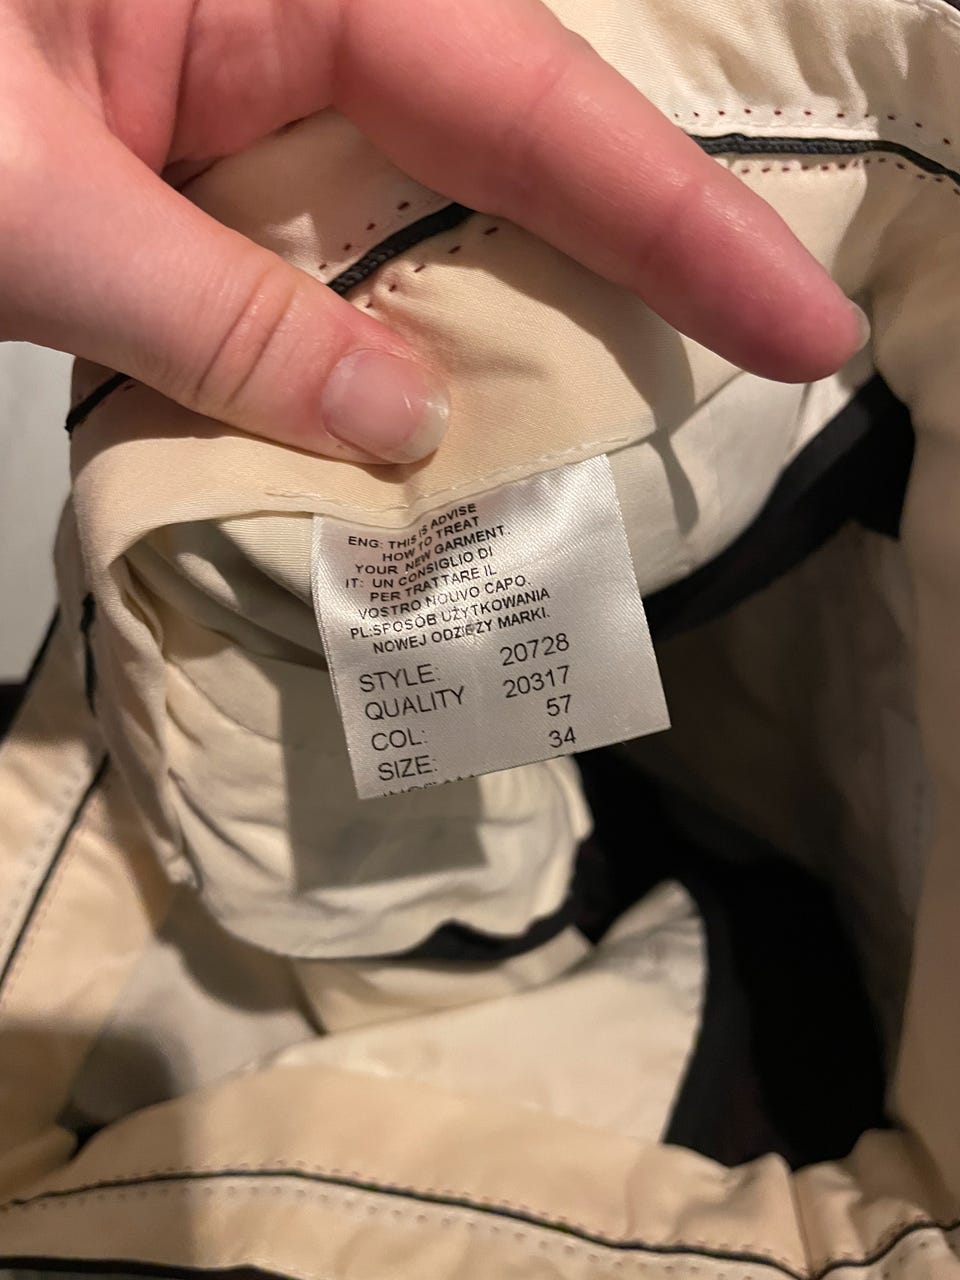 ENG: THIS IS ADVISE
HOW TO TREAT
YOUR NEW GARMENT.
IT: UN CONSIGLIO DI
PER TRATTARE IL
VOSTRO NOUVO CAPO.
PL:SPOSÓB UŻYTKOWANIA
NOWEJ ODZIEŻY MARKI.
STYLE: 20728
QUALITY 20317
COL: 57
SIZE: 34